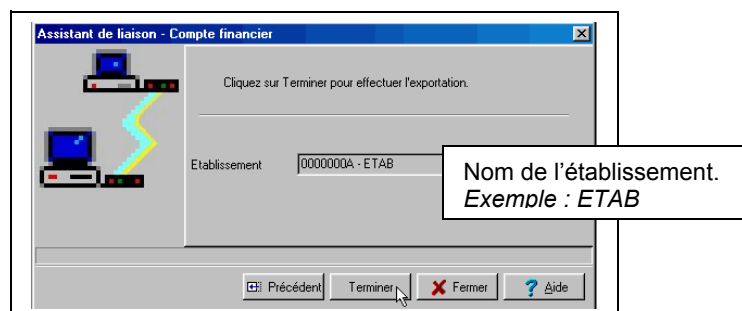 Assistant de liaison - Compte financier
Cliquez sur Terminer pour effectuer l'exportation.
Etablissement 0000000A - ETAB
Nom de l’établissement.
Exemple : ETAB
Précédent Terminer Fermer ? Aide